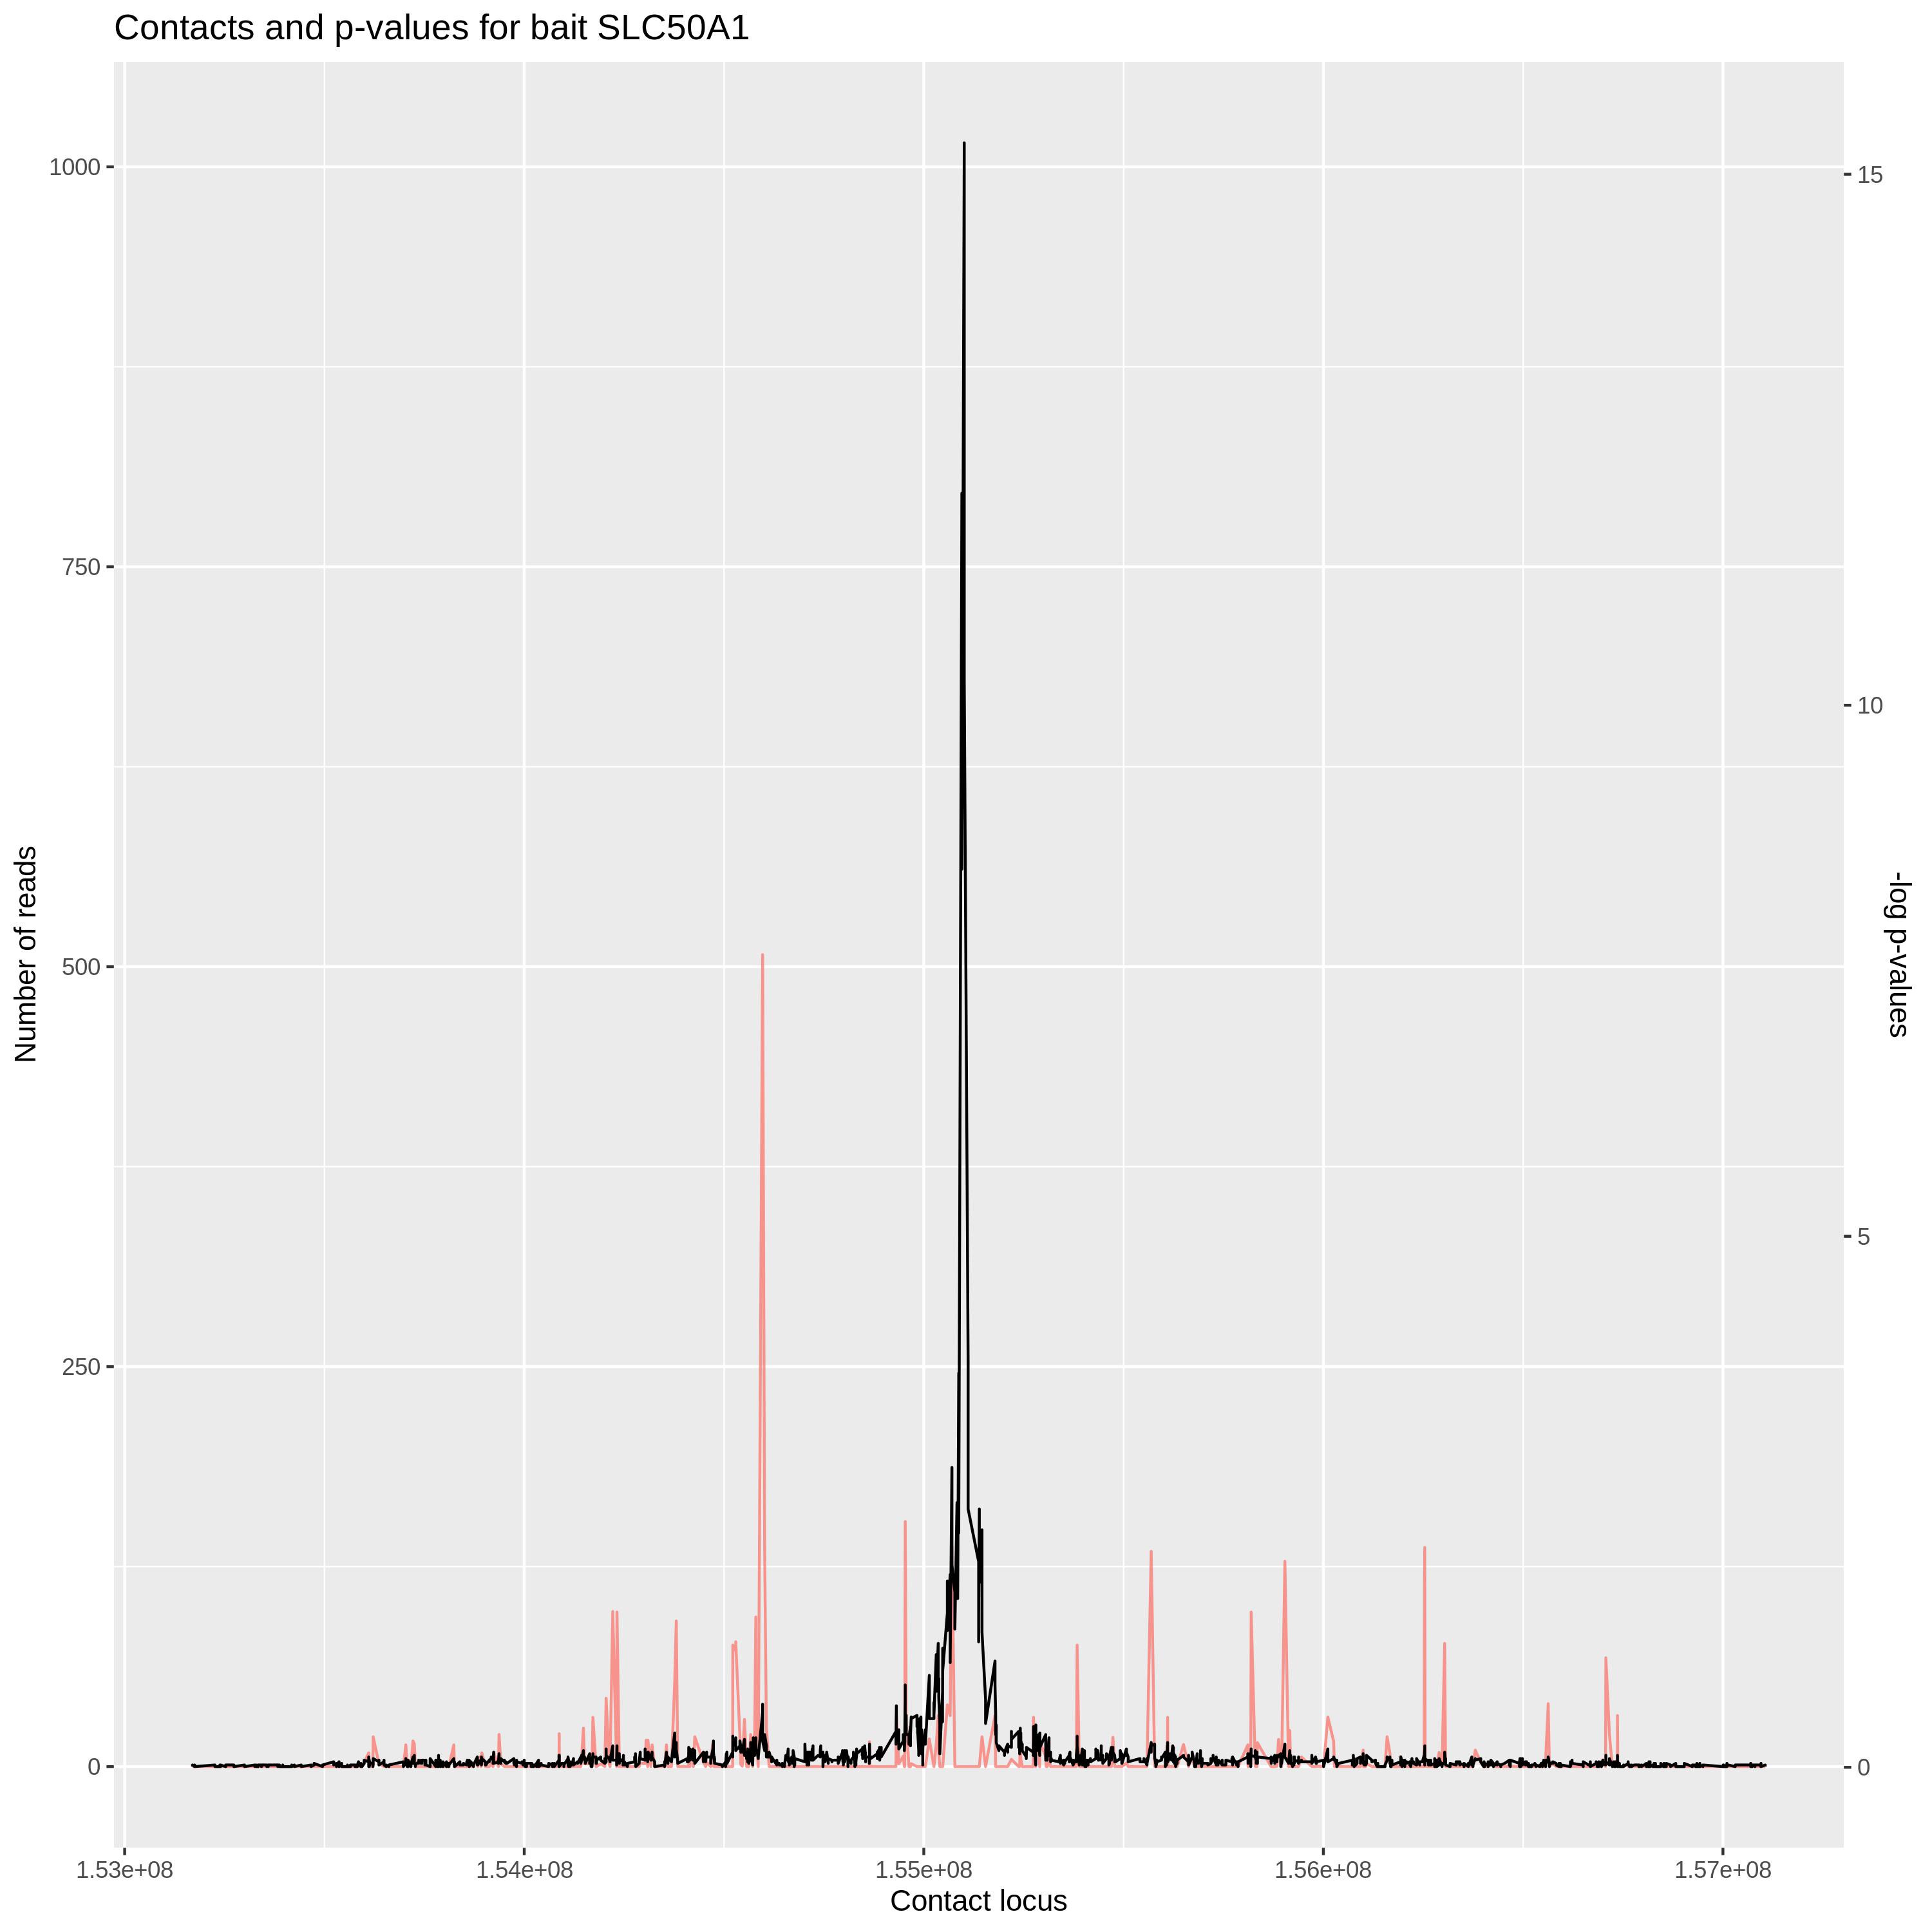 Contacts and p-values for bait SLC50A1
Number of reads
1000
750
500
250
0
15
10
5
0
-log p-values
1.53e+08
1.54e+08
1.55e+08
1.56e+08
1.57e+08
Contact locus